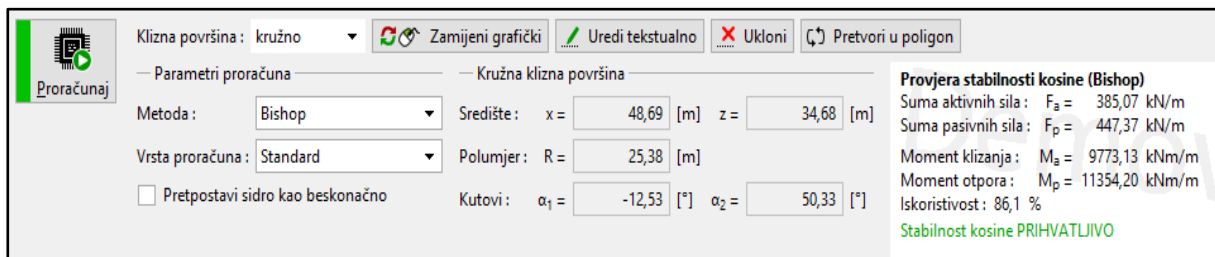 Proračunaj
Klizna površina : kružno Zamijeni grafički Uredi tekstualno Ukloni Pretvori u poligon
Parametri proračuna
Metoda : Bishop
Vrsta proračuna : Standard
Pretpostavi sidro kao beskonačno
Kružna klizna površina
Središte : x = 48,69 [m] z = 34,68 [m]
Polumjer : R = 25,38 [m]
Kutovi : α1 = -12,53 [°] α2 = 50,33 [°]
Provjera stabilnosti kosine (Bishop)
Suma aktivnih sila : Fa = 385,07 kN/m
Suma pasivnih sila : Fp = 447,37 kN/m
Moment klizanja : Ma = 9773,13 kNm/m
Moment otpora : Mp = 11354,20 kNm/m
Iskoristivost : 86,1 %
Stabilnost kosine PRIHVATLJIVO